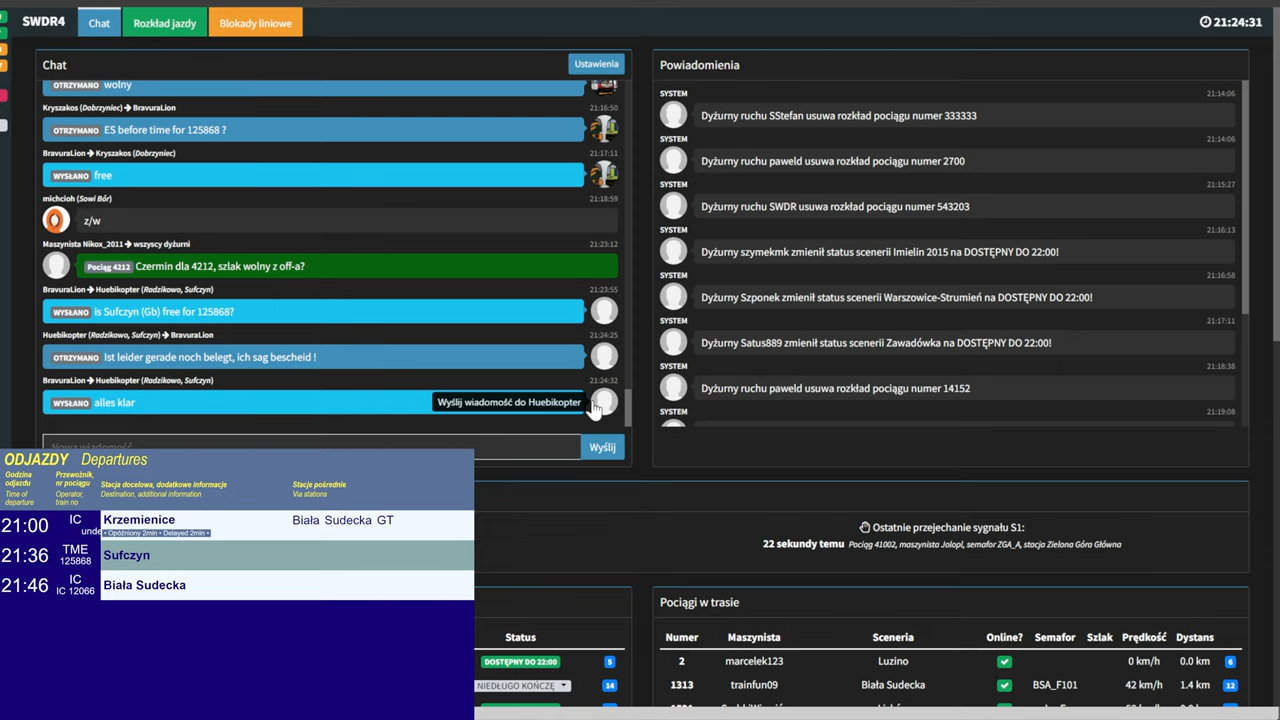 SWDR4
Chat
Rozkład jazdy
Blokady liniowe
21:24:31
Chat
Ustawienia
OTRZYMANO wolny
Kryszakos (Dobrzyniec) → BravuraLion 21:16:50
OTRZYMANO ES before time for 125868 ?
BravuraLion → Kryszakos (Dobrzyniec) 21:17:11
WYSŁANO free
michcioh (Sowi Bór) 21:18:59
z/w
Maszynista Nikox_2011 → wszyscy dyżurni 21:23:12
Pociąg 4212 Czermin dla 4212, szlak wolny z off-a?
BravuraLion → Huebikopter (Radzikowo, Sufczyn) 21:23:55
WYSŁANO is Sufczyn (Gb) free for 125868?
Huebikopter (Radzikowo, Sufczyn) → BravuraLion 21:24:25
OTRZYMANO Ist leider gerade noch belegt, ich sag bescheid !
BravuraLion → Huebikopter (Radzikowo, Sufczyn) 21:24:32
WYSŁANO alles klar
Wyślij wiadomość do Huebikopter
Nowa wiadomość
Wyślij
Powiadomienia
SYSTEM 21:14:06
Dyżurny ruchu SStefan usuwa rozkład pociągu numer 333333
SYSTEM 21:14:06
Dyżurny ruchu paweld usuwa rozkład pociągu numer 2700
SYSTEM 21:15:27
Dyżurny ruchu SWDR usuwa rozkład pociągu numer 543203
SYSTEM 21:16:13
Dyżurny szymekmk zmienił status scenerii Imielin 2015 na DOSTĘPNY DO 22:00!
SYSTEM 21:16:58
Dyżurny Szponek zmienił status scenerii Warszowice-Strumień na DOSTĘPNY DO 22:00!
SYSTEM 21:17:11
Dyżurny Satus889 zmienił status scenerii Zawadówka na DOSTĘPNY DO 22:00!
SYSTEM 21:18:38
Dyżurny ruchu paweld usuwa rozkład pociągu numer 14152
SYSTEM 21:19:08
ODJAZDY Departures
Godzina odjazdu
Time of departure
Przewoźnik, nr pociągu
Operator, train no
Stacja docelowa, dodatkowe informacje
Destination, additional information
Stacje pośrednie
Via stations
21:00 IC unde Krzemienice Biała Sudecka GT
• Opóźniony 2min • Delayed 2min •
21:36 TME 125868 Sufczyn
21:46 IC IC 12066 Biała Sudecka
Ostatnie przejechanie sygnału S1:
22 sekundy temu Pociąg 41002, maszynista Jolopl, semafor ZGA_A, stacja Zielona Góra Główna
Status
DOSTĘPNY DO 22:00 5
NIEDŁUGO KOŃCZĘ 14
Pociągi w trasie
Numer Maszynista Sceneria Online? Semafor Szlak Prędkość Dystans
2 marcelek123 Luzino 0 km/h 0.0 km 6
1313 trainfun09 Biała Sudecka BSA_F101 42 km/h 1.4 km 12